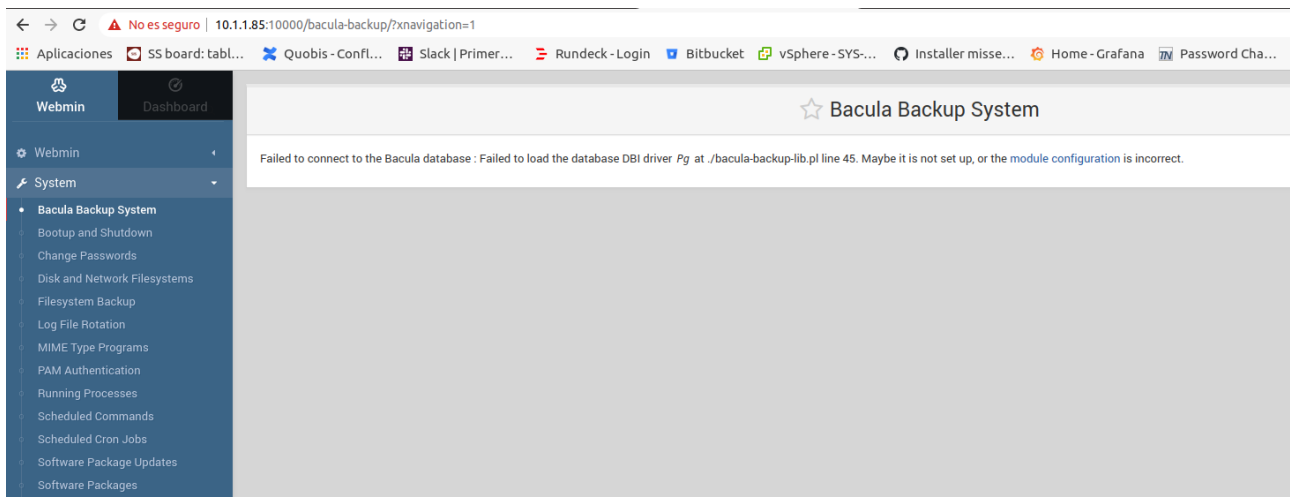 No es seguro | 10.1.1.85:10000/bacula-backup/?xnavigation=1
Aplicaciones SS board: tabl... Quobis - Confl... Slack | Primer... Rundeck - Login Bitbucket vSphere - SYS-... Installer misse... Home - Grafana Password Cha...
Webmin Dashboard
Bacula Backup System
Webmin
Failed to connect to the Bacula database : Failed to load the database DBI driver Pg at ./bacula-backup-lib.pl line 45. Maybe it is not set up, or the module configuration is incorrect.
System
Bacula Backup System
Bootup and Shutdown
Change Passwords
Disk and Network Filesystems
Filesystem Backup
Log File Rotation
MIME Type Programs
PAM Authentication
Running Processes
Scheduled Commands
Scheduled Cron Jobs
Software Package Updates
Software Packages